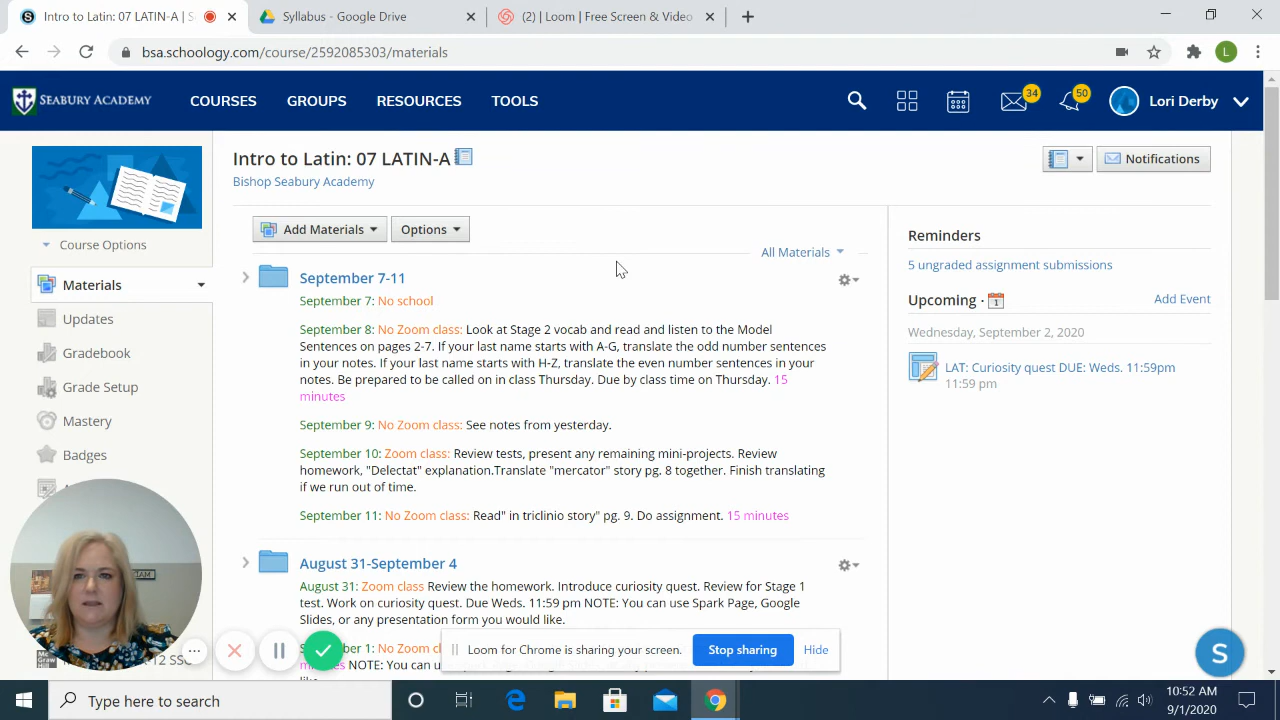 Intro to Latin: 07 LATIN-A | S
Syllabus - Google Drive
(2) | Loom | Free Screen & Video
bsa.schoology.com/course/2592085303/materials
L
SEABURY ACADEMY
COURSES
GROUPS
RESOURCES
TOOLS
34
50
Lori Derby
Intro to Latin: 07 LATIN-A
Bishop Seabury Academy
Notifications
Course Options
Materials
Updates
Gradebook
Grade Setup
Mastery
Badges
Add Materials
Options
All Materials
September 7-11
September 7: No school
September 8: No Zoom class: Look at Stage 2 vocab and read and listen to the Model
Sentences on pages 2-7. If your last name starts with A-G, translate the odd number sentences
in your notes. If your last name starts with H-Z, translate the even number sentences in your
notes. Be prepared to be called on in class Thursday. Due by class time on Thursday. 15
minutes
September 9: No Zoom class: See notes from yesterday.
September 10: Zoom class: Review tests, present any remaining mini-projects. Review
homework, "Delectat" explanation.Translate "mercator" story pg. 8 together. Finish translating
if we run out of time.
September 11: No Zoom class: Read" in triclinio story" pg. 9. Do assignment. 15 minutes
August 31-September 4
August 31: Zoom class Review the homework. Introduce curiosity quest. Review for Stage 1
test. Work on curiosity quest. Due Weds. 11:59 pm NOTE: You can use Spark Page, Google
Slides, or any presentation form you would like.
Reminders
5 ungraded assignment submissions
Upcoming ·
1
Add Event
Wednesday, September 2, 2020
LAT: Curiosity quest DUE: Weds. 11:59pm
11:59 pm
Loom for Chrome is sharing your screen.
Stop sharing
Hide
S
Type here to search
10:52 AM
9/1/2020